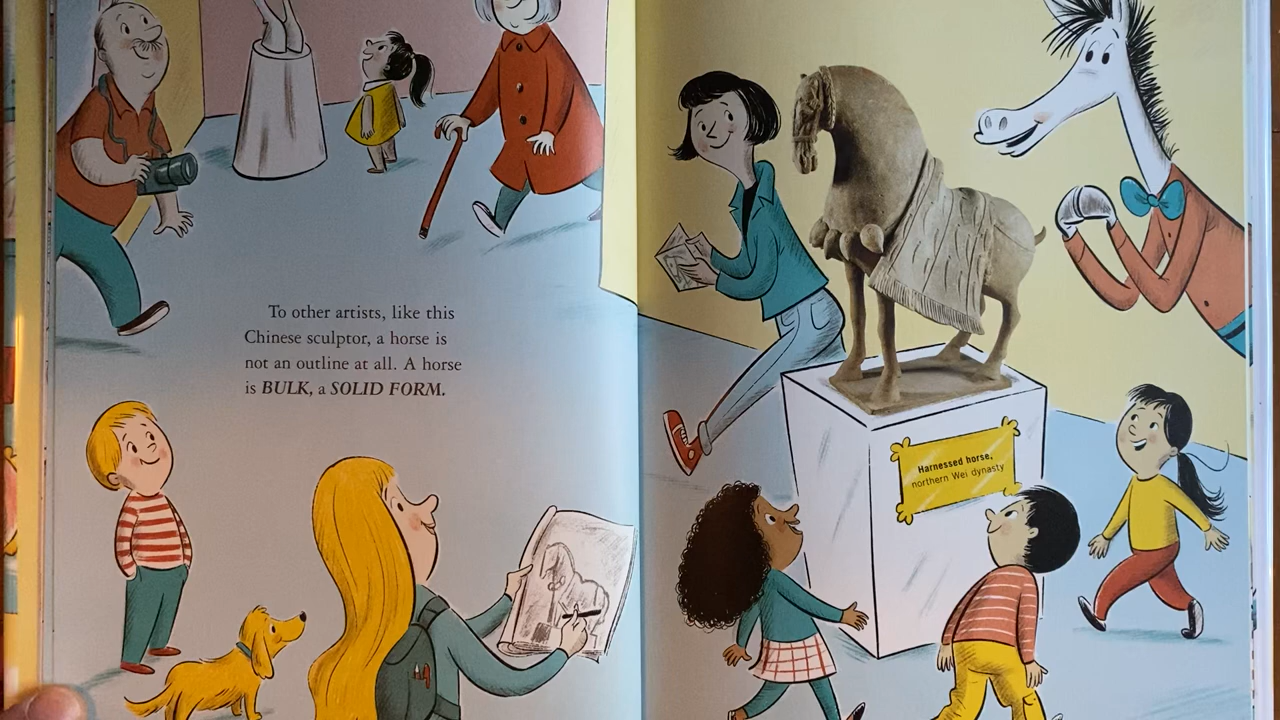 To other artists, like this
Chinese sculptor, a horse is
not an outline at all. A horse
is BULK, a SOLID FORM.
Harnessed horse,
northern Wei dynasty